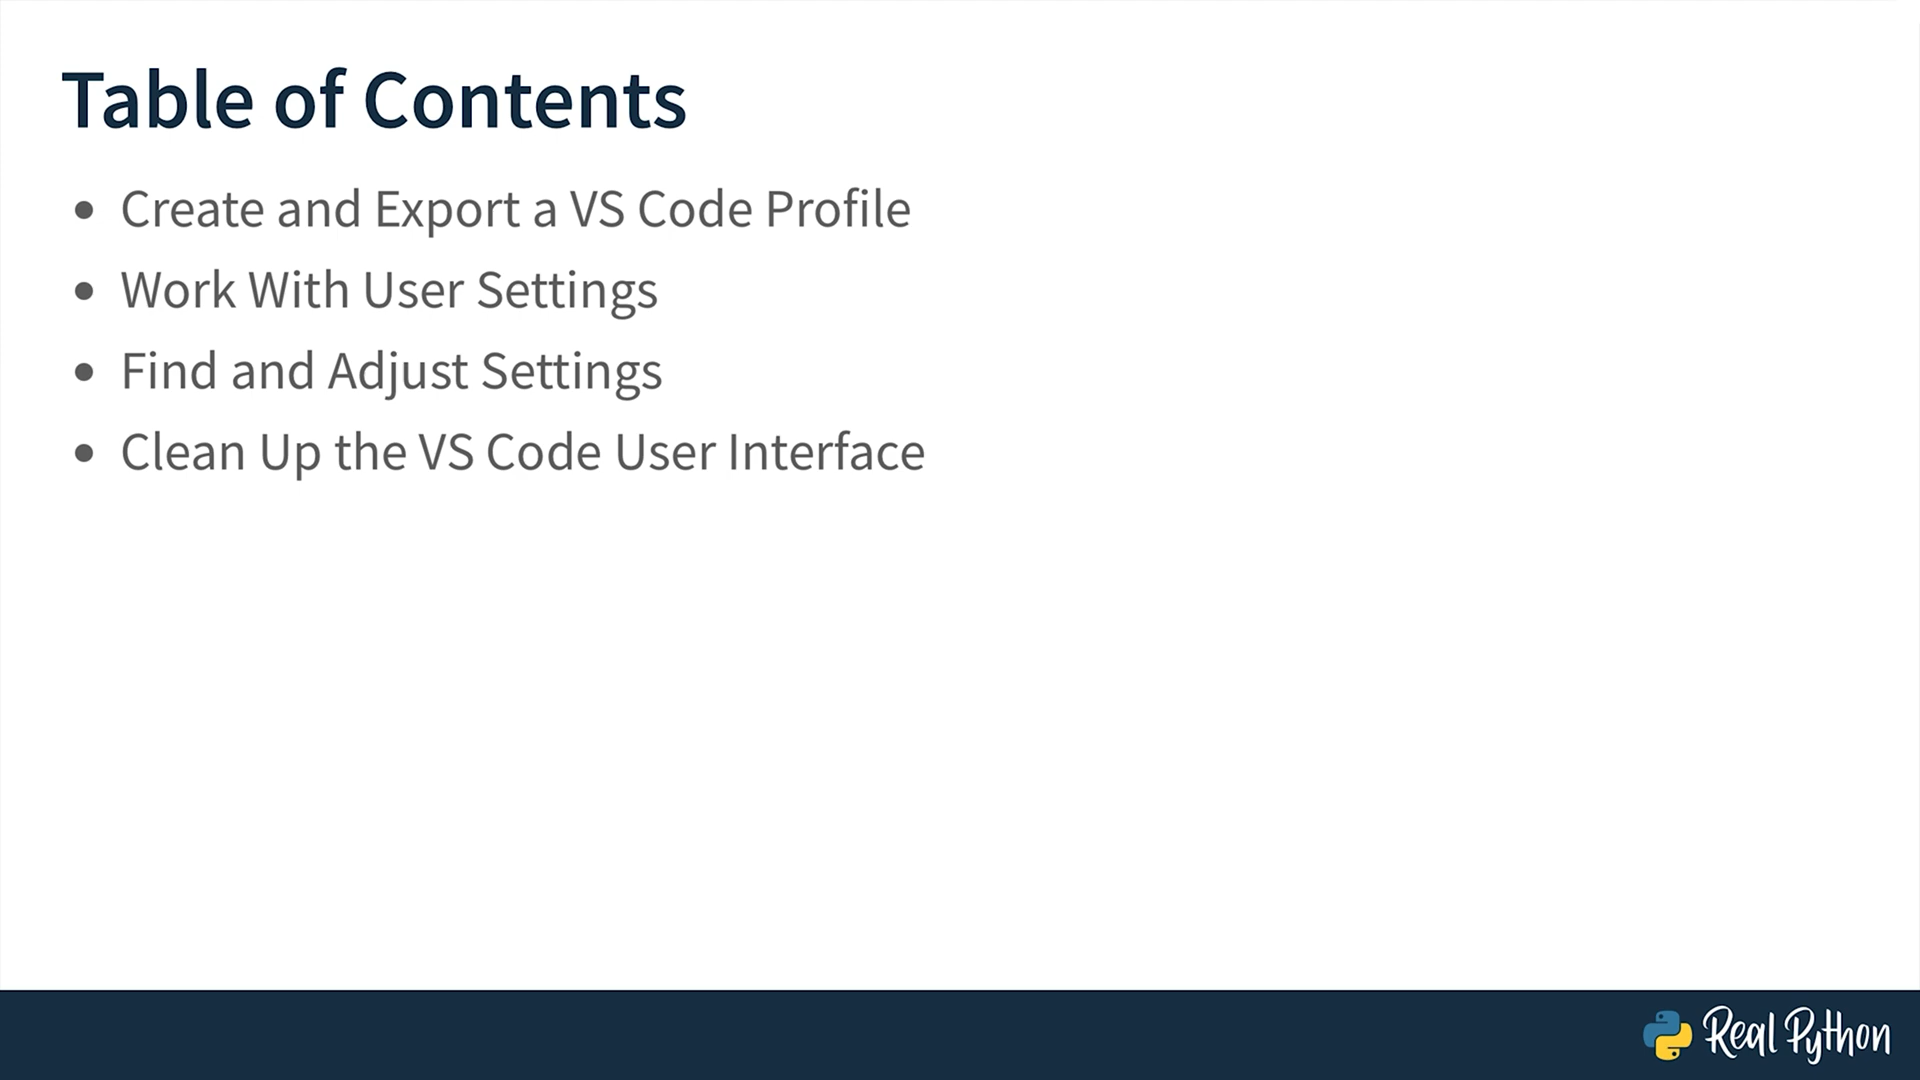 Table of Contents
• Create and Export a VS Code Profile
• Work With User Settings
• Find and Adjust Settings
• Clean Up the VS Code User Interface
Real Python